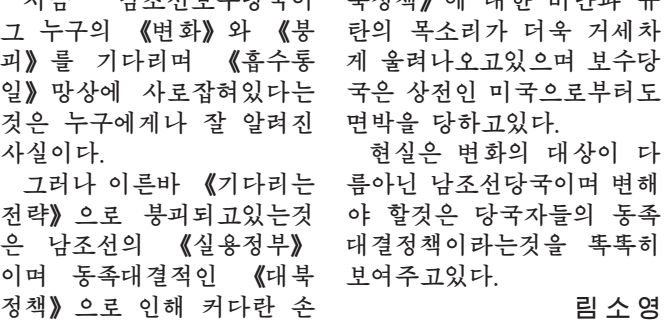 그 누구의 《변화》와 《붕
괴》를 기다리며 《흡수통
일》망상에 사로잡혀있다는
것은 누구에게나 잘 알려진
사실이다.
그러나 이른바 《기다리는
전략》으로 붕괴되고있는것
은 남조선의 《실용정부》
이며 동족대결적인 《대북
정책》으로 인해 커다란 손
탄의 목소리가 더욱 거세차
게 울려나오고있으며 보수당
국은 상전인 미국으로부터도
면박을 당하고있다.
현실은 변화의 대상이 다
름아닌 남조선당국이며 변해
야 할것은 당국자들의 동족
대결정책이라는것을 똑똑히
보여주고있다.
림 소 영